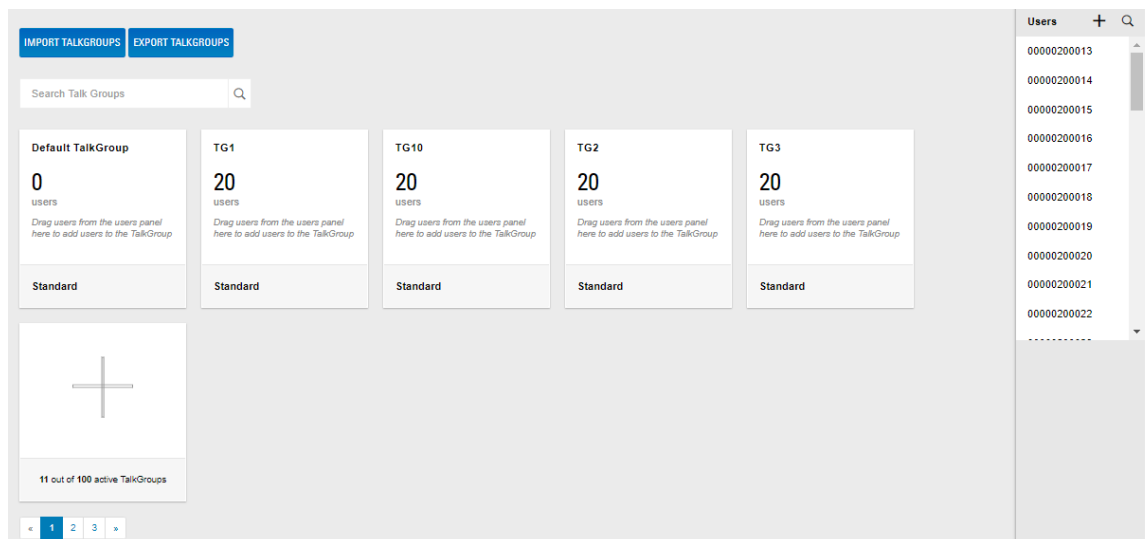 IMPORT TALKGROUPS
EXPORT TALKGROUPS
Search Talk Groups
Default TalkGroup
0
users
Drag users from the users panel
here to add users to the TalkGroup
Standard
TG1
20
users
Drag users from the users panel
here to add users to the TalkGroup
Standard
TG10
20
users
Drag users from the users panel
here to add users to the TalkGroup
Standard
TG2
20
users
Drag users from the users panel
here to add users to the TalkGroup
Standard
TG3
20
users
Drag users from the users panel
here to add users to the TalkGroup
Standard
11 out of 100 active TalkGroups
« 1 2 3 »
Users
00000200013
00000200014
00000200015
00000200016
00000200017
00000200018
00000200019
00000200020
00000200021
00000200022